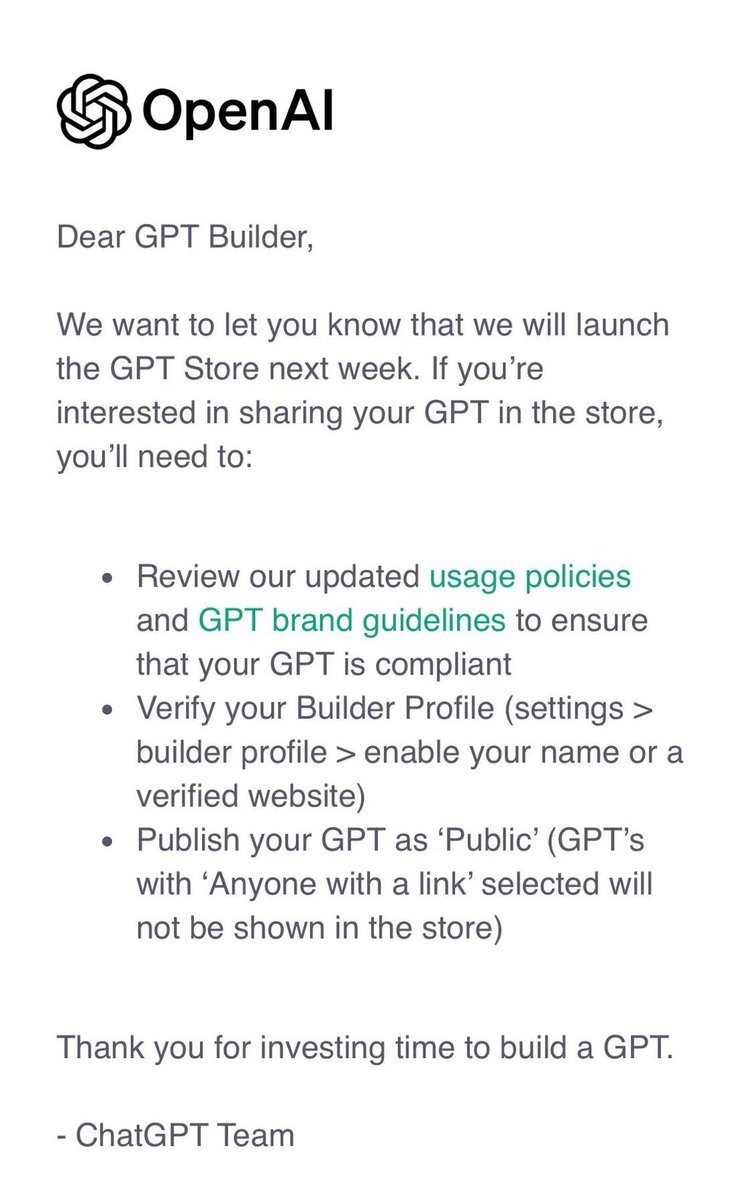 OpenAI
Dear GPT Builder,
We want to let you know that we will launch
the GPT Store next week. If you’re
interested in sharing your GPT in the store,
you’ll need to:
• Review our updated usage policies
and GPT brand guidelines to ensure
that your GPT is compliant
• Verify your Builder Profile (settings >
builder profile > enable your name or a
verified website)
• Publish your GPT as ‘Public’ (GPT’s
with ‘Anyone with a link’ selected will
not be shown in the store)
Thank you for investing time to build a GPT.
- ChatGPT Team